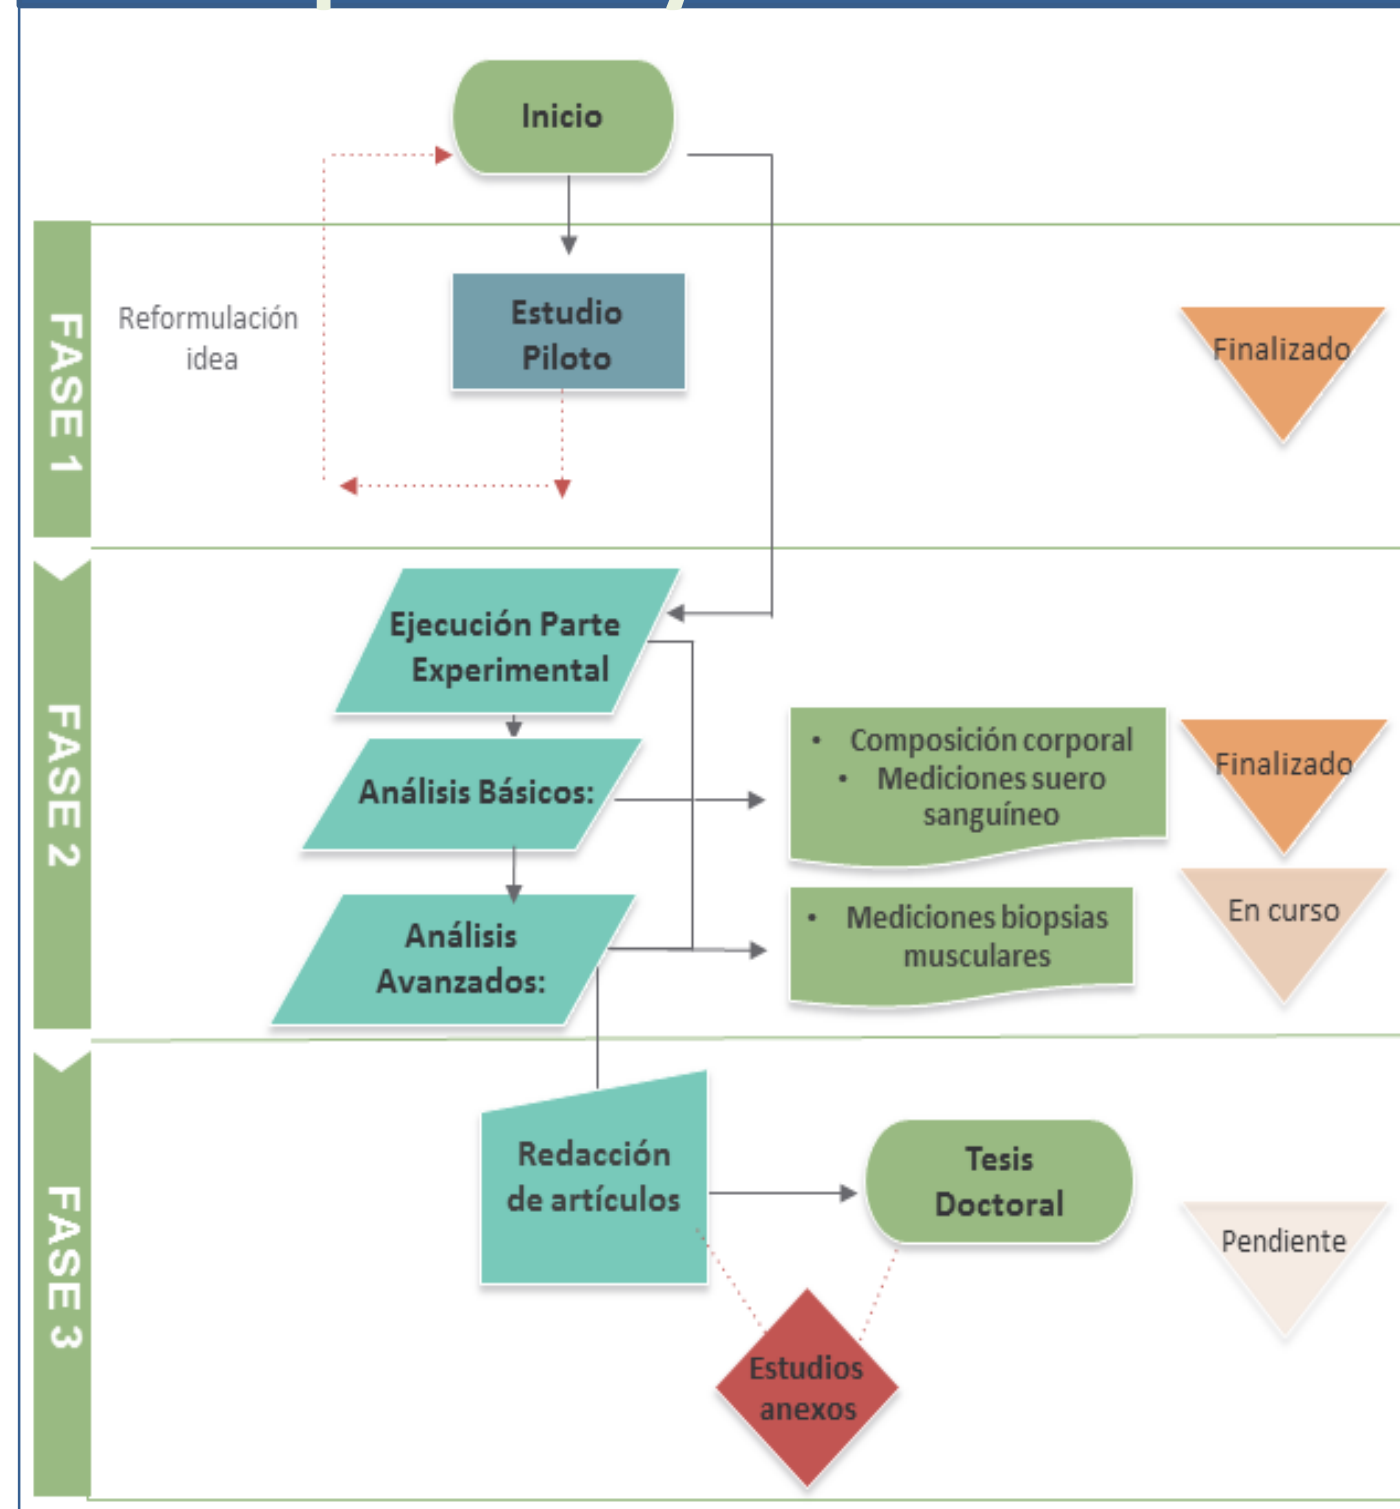 Inicio
FASE 1
Reformulación
idea
Estudio
Piloto
Finalizado
FASE 2
Ejecución Parte
Experimental
Análisis Básicos:
• Composición corporal
• Mediciones suero
sanguíneo
Finalizado
Análisis
Avanzados:
• Mediciones biopsias
musculares
En curso
FASE 3
Redacción
de artículos
Tesis
Doctoral
Pendiente
Estudios
anexos